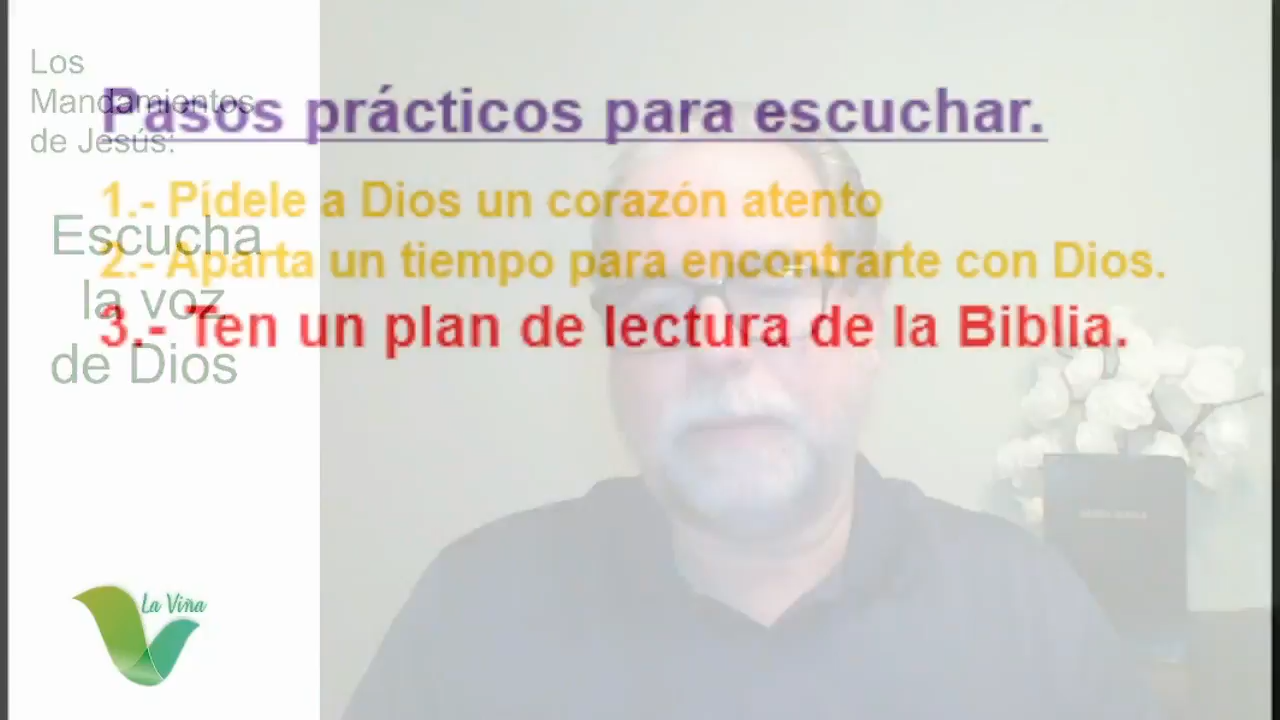 Los
Mandamientos
de Jesús:
Escucha
la voz
de Dios
Pasos prácticos para escuchar.
1.- Pídele a Dios un corazón atento
2.- Aparta un tiempo para encontrarte con Dios.
3.- Ten un plan de lectura de la Biblia.
La Viña